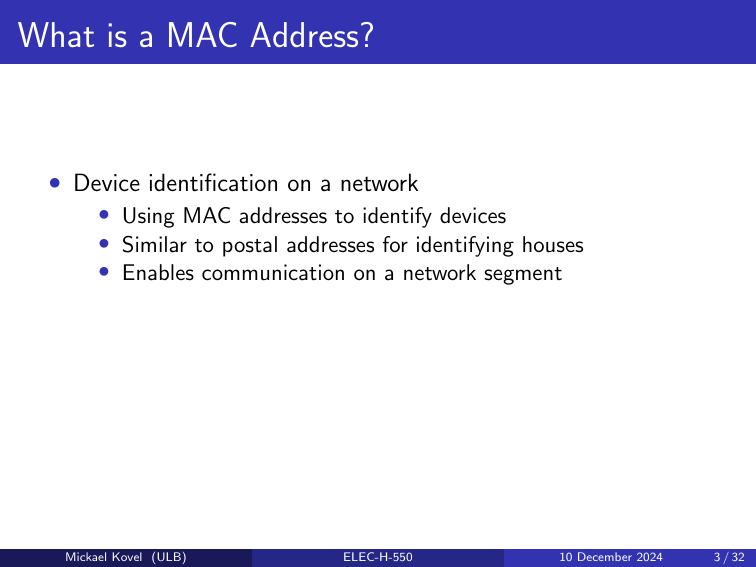 What is a MAC Address?
• Device identification on a network
• Using MAC addresses to identify devices
• Similar to postal addresses for identifying houses
• Enables communication on a network segment
Mickael Kovel (ULB) ELEC-H-550 10 December 2024 3 / 32